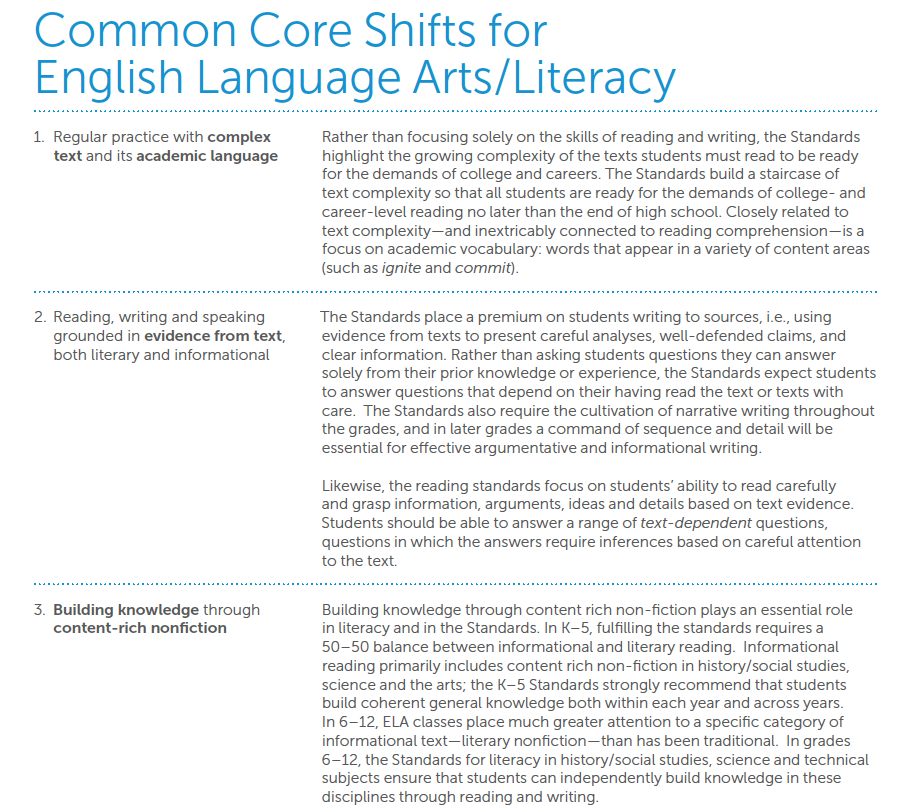 Common Core Shifts for
English Language Arts/Literacy
1. Regular practice with complex
text and its academic language
Rather than focusing solely on the skills of reading and writing, the Standards
highlight the growing complexity of the texts students must read to be ready
for the demands of college and careers. The Standards build a staircase of
text complexity so that all students are ready for the demands of college- and
career-level reading no later than the end of high school. Closely related to
text complexity—and inextricably connected to reading comprehension—is a
focus on academic vocabulary: words that appear in a variety of content areas
(such as ignite and commit).
2. Reading, writing and speaking
grounded in evidence from text,
both literary and informational
The Standards place a premium on students writing to sources, i.e., using
evidence from texts to present careful analyses, well-defended claims, and
clear information. Rather than asking students questions they can answer
solely from their prior knowledge or experience, the Standards expect students
to answer questions that depend on their having read the text or texts with
care.  The Standards also require the cultivation of narrative writing throughout
the grades, and in later grades a command of sequence and detail will be
essential for effective argumentative and informational writing.
Likewise, the reading standards focus on students’ ability to read carefully
and grasp information, arguments, ideas and details based on text evidence.
Students should be able to answer a range of text-dependent questions,
questions in which the answers require inferences based on careful attention
to the text.
3. Building knowledge through
content-rich nonfiction
Building knowledge through content rich non-fiction plays an essential role
in literacy and in the Standards. In K–5, fulfilling the standards requires a
50–50 balance between informational and literary reading.  Informational
reading primarily includes content rich non-fiction in history/social studies,
science and the arts; the K–5 Standards strongly recommend that students
build coherent general knowledge both within each year and across years.
In 6–12, ELA classes place much greater attention to a specific category of
informational text—literary nonfiction—than has been traditional.  In grades
6–12, the Standards for literacy in history/social studies, science and technical
subjects ensure that students can independently build knowledge in these
disciplines through reading and writing.